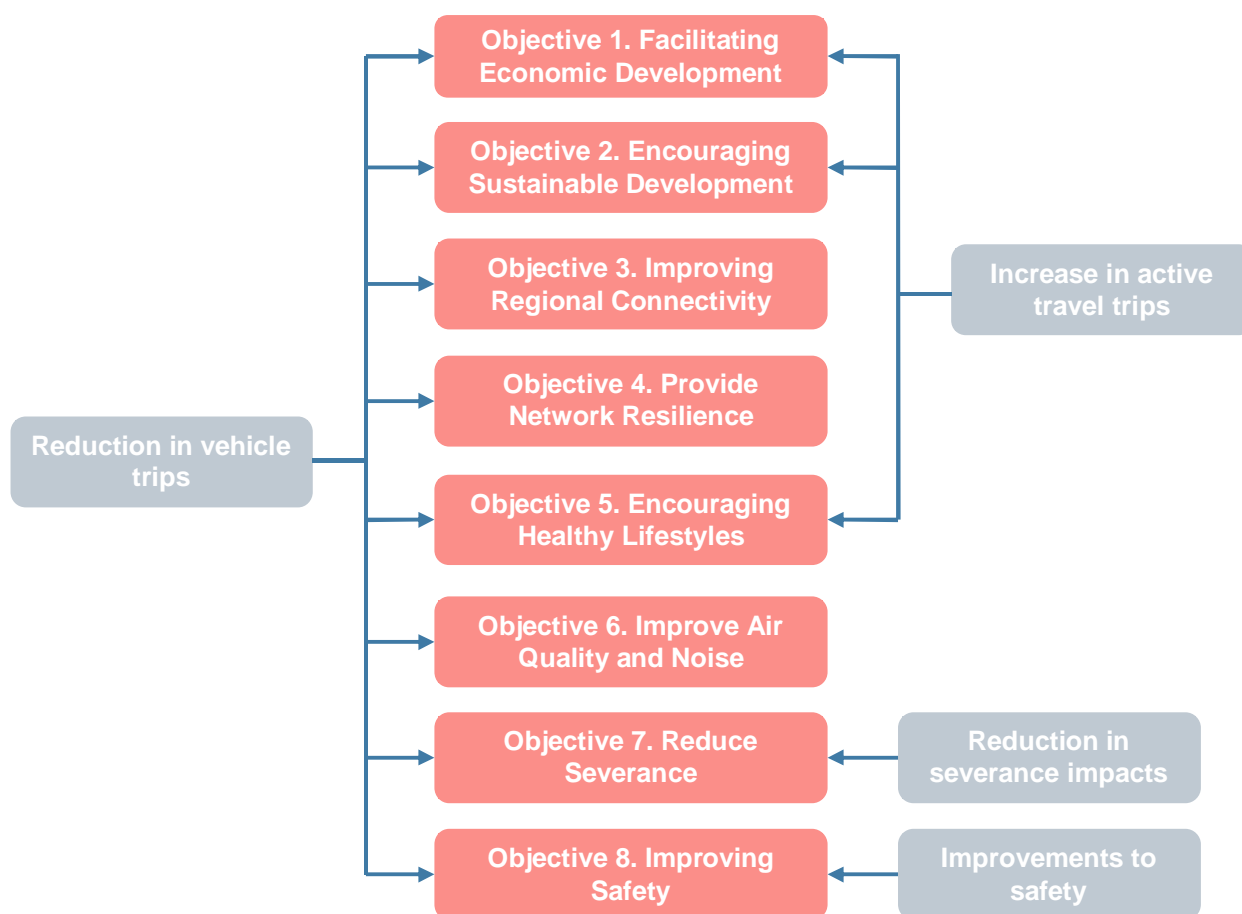 Objective 1. Facilitating
Economic Development
Objective 2. Encouraging
Sustainable Development
Objective 3. Improving
Regional Connectivity
Increase in active
travel trips
Objective 4. Provide
Network Resilience
Reduction in vehicle
trips
Objective 5. Encouraging
Healthy Lifestyles
Objective 6. Improve Air
Quality and Noise
Objective 7. Reduce
Severance
Reduction in
severance impacts
Objective 8. Improving
Safety
Improvements to
safety